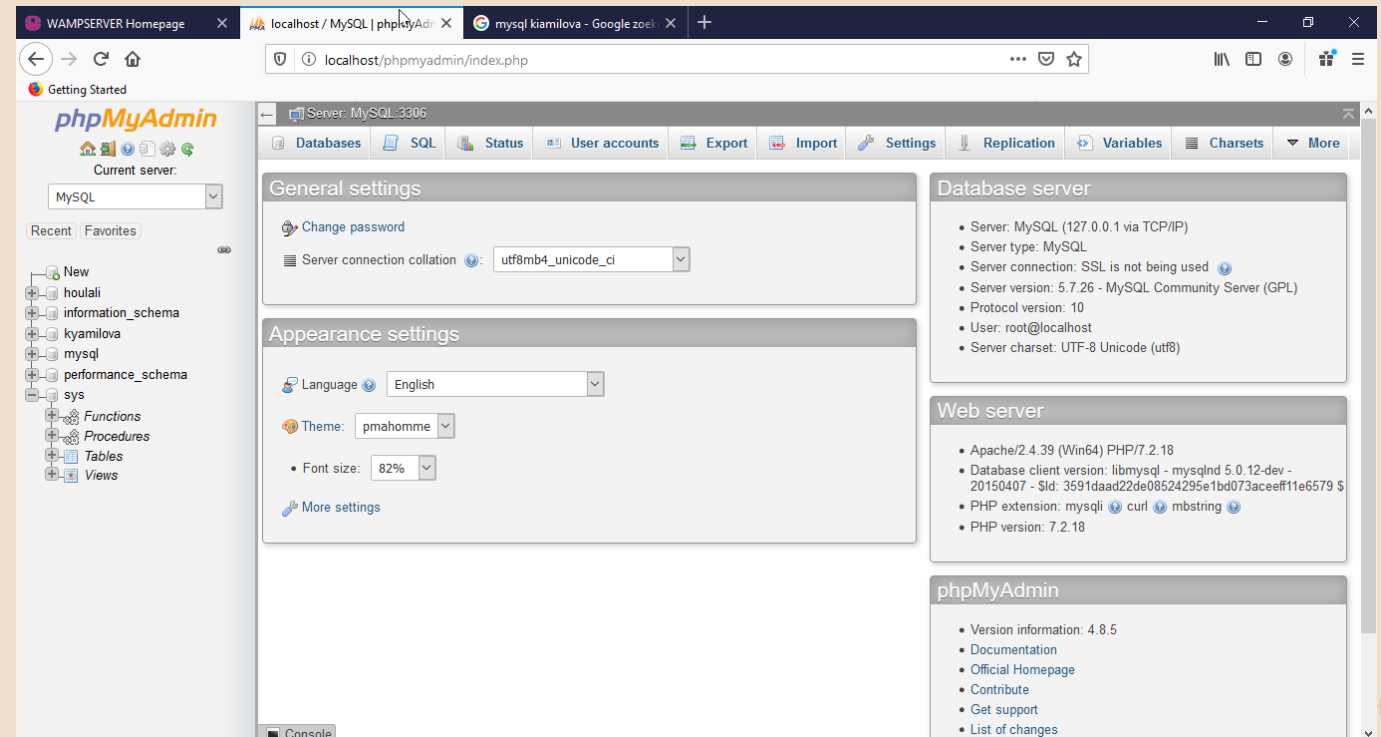 WAMPSERVER Homepage
localhost / MySQL | phpMyAdr
mysql kiamilova - Google zoek
localhost/phpmyadmin/index.php
Getting Started
phpMyAdmin
Current server:
MySQL
Recent Favorites
New
houlali
information_schema
kyamilova
mysql
performance_schema
sys
Functions
Procedures
Tables
Views
Server: MySQL:3306
Databases SQL Status User accounts Export Import Settings Replication Variables Charsets More
General settings
Change password
Server connection collation : utf8mb4_unicode_ci
Appearance settings
Language English
Theme: pmahomme
• Font size: 82%
More settings
Database server
• Server: MySQL (127.0.0.1 via TCP/IP)
• Server type: MySQL
• Server connection: SSL is not being used
• Server version: 5.7.26 - MySQL Community Server (GPL)
• Protocol version: 10
• User: root@localhost
• Server charset: UTF-8 Unicode (utf8)
Web server
• Apache/2.4.39 (Win64) PHP/7.2.18
• Database client version: libmysql - mysqlnd 5.0.12-dev -
20150407 - $Id: 3591daad22de08524295e1bd073aceeff11e6579 $
• PHP extension: mysqli curl mbstring
• PHP version: 7.2.18
phpMyAdmin
• Version information: 4.8.5
• Documentation
• Official Homepage
• Contribute
• Get support
• List of changes
Console